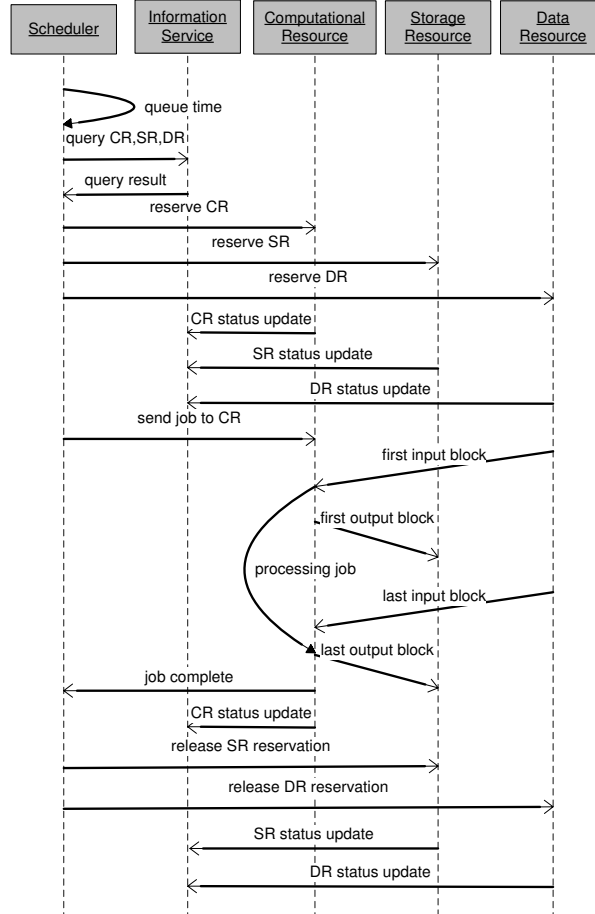 Scheduler
Information
Service
Computational
Resource
Storage
Resource
Data
Resource
queue time
query CR,SR,DR
query result
reserve CR
reserve SR
reserve DR
CR status update
SR status update
DR status update
send job to CR
first input block
first output block
processing job
last input block
last output block
job complete
CR status update
release SR reservation
release DR reservation
SR status update
DR status update